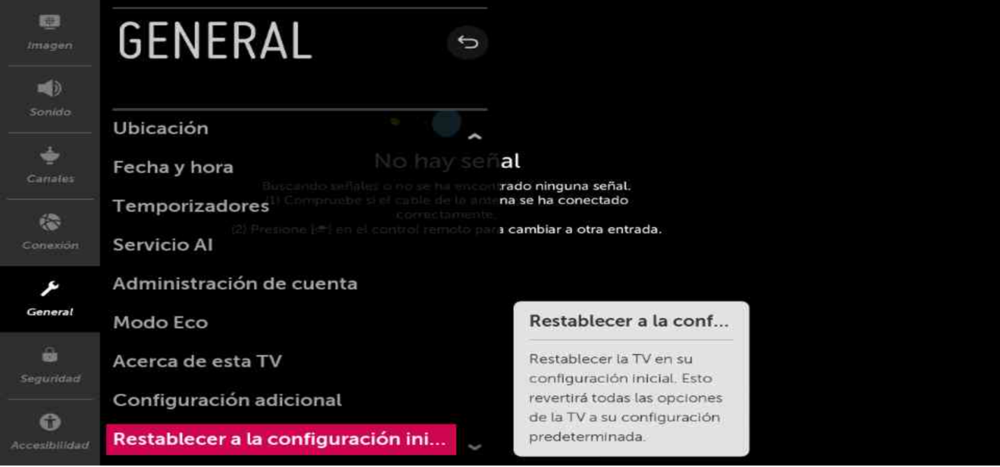 Imagen
Sonido
Canales
Conexión
General
Seguridad
Accesibilidad
GENERAL
Ubicación
Fecha y hora
Temporizadores
Servicio AI
Administración de cuenta
Modo Eco
Acerca de esta TV
Configuración adicional
Restablecer a la configuración ini...
No hay señal
Buscando señales o no se ha encontrado ninguna señal.
(1) Compruebe si el cable de la antena se ha conectado
correctamente.
(2) Presione [ ] en el control remoto para cambiar a otra entrada.
Restablecer a la conf...
Restablecer la TV en su
configuración inicial. Esto
revertirá todas las opciones
de la TV a su configuración
predeterminada.